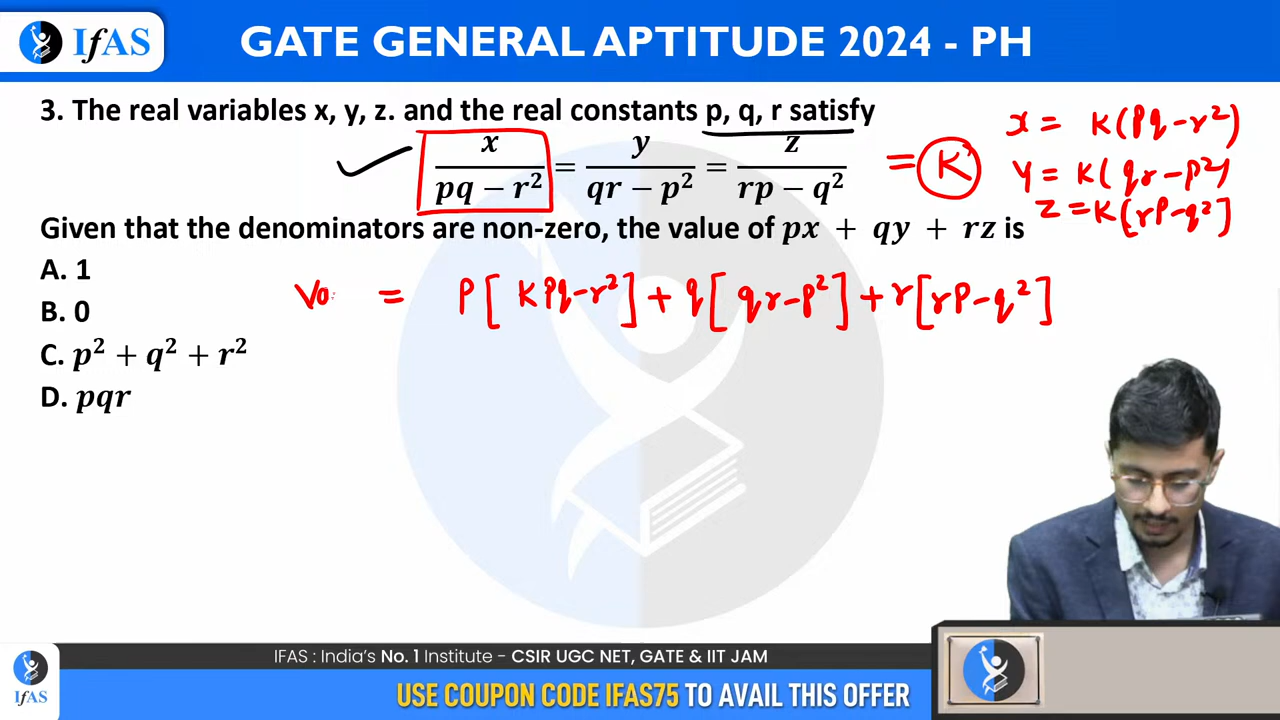 IfAS
GATE GENERAL APTITUDE 2024 - PH
3. The real variables x, y, z. and the real constants p, q, r satisfy
x/(pq − r²) = y/(qr − p²) = z/(rp − q²) = K
x = K(Pq-r²)
y = K(qr-p²)
z = K[rP-q²]
Given that the denominators are non-zero, the value of px + qy + rz is
A. 1
B. 0
C. p² + q² + r²
D. pqr
= P[KPq-r²] + q[qr-p²] + r[rP-q²]
IFAS : India's No. 1 Institute - CSIR UGC NET, GATE & IIT JAM
IfAS
USE COUPON CODE IFAS75 TO AVAIL THIS OFFER